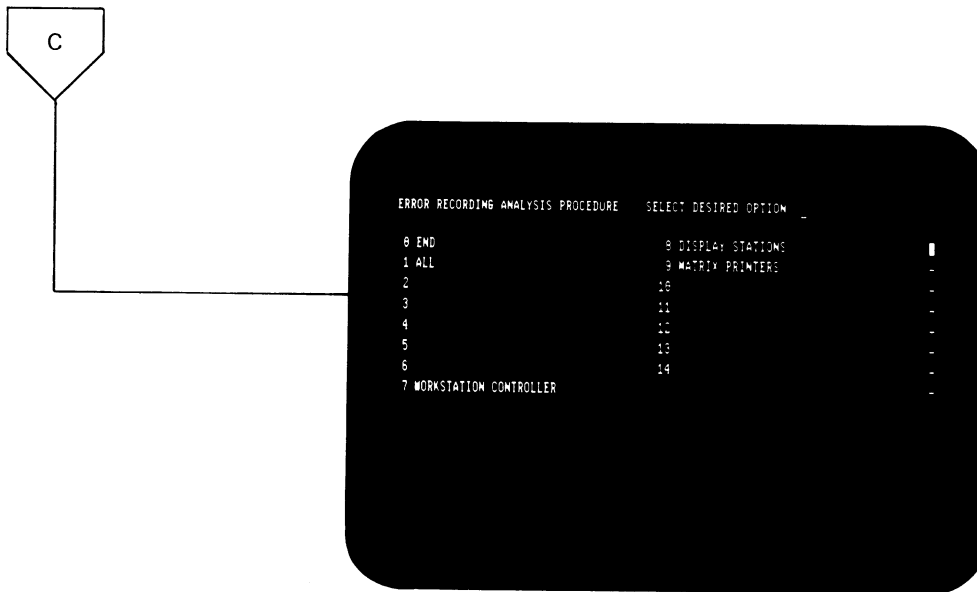 C
ERROR RECORDING ANALYSIS PROCEDURE SELECT DESIRED OPTION _
0 END 8 DISPLAY STATIONS
1 ALL 9 MATRIX PRINTERS _
2 10 _
3 11 _
4 12 _
5 13 _
6 14 _
7 WORKSTATION CONTROLLER _